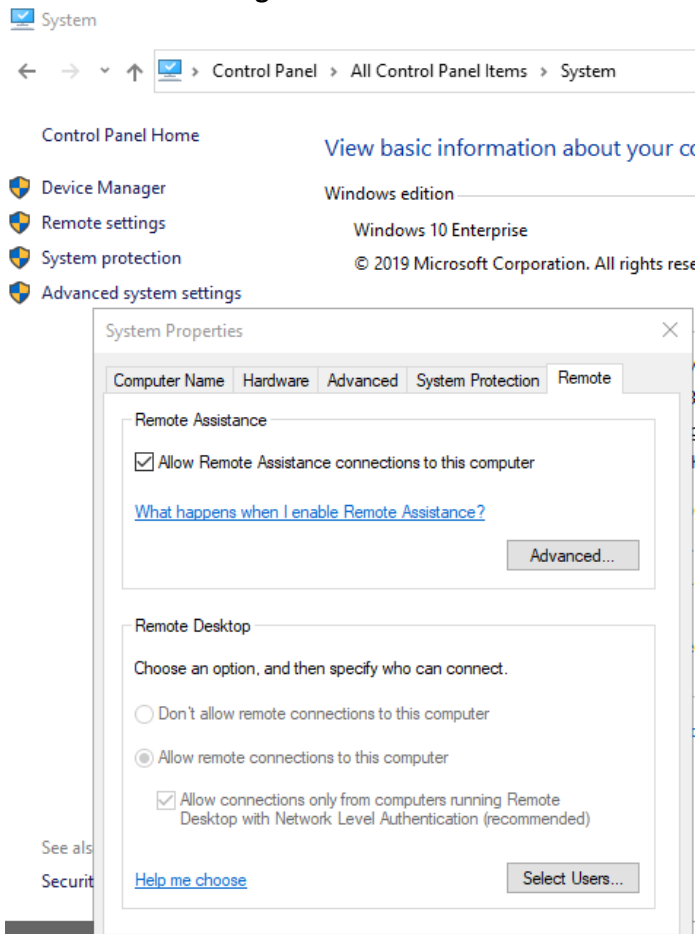 System
Control Panel > All Control Panel Items > System
Control Panel Home
View basic information about your
Device Manager
Windows edition
Remote settings
Windows 10 Enterprise
System protection
© 2019 Microsoft Corporation. All rights
Advanced system settings
System Properties
Computer Name Hardware Advanced System Protection Remote
Remote Assistance
Allow Remote Assistance connections to this computer
What happens when I enable Remote Assistance?
Advanced...
Remote Desktop
Choose an option, and then specify who can connect.
Don't allow remote connections to this computer
Allow remote connections to this computer
Allow connections only from computers running Remote
Desktop with Network Level Authentication (recommended)
See als
Securit
Help me choose
Select Users...